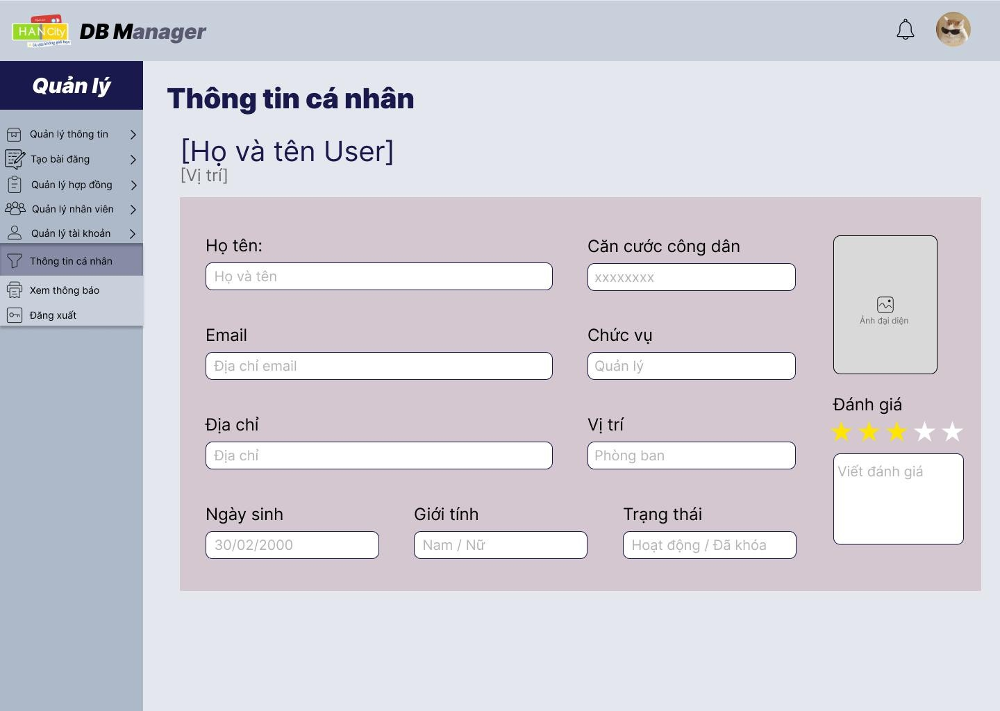 HANCity
Ưu đãi không giới hạn
DB Manager
Quản lý
Quản lý thông tin
Tạo bài đăng
Quản lý hợp đồng
Quản lý nhân viên
Quản lý tài khoản
Thông tin cá nhân
Xem thông báo
Đăng xuất
Thông tin cá nhân
[Họ và tên User]
[Vị trí]
Họ tên:
Họ và tên
Căn cước công dân
xxxxxxxx
Ảnh đại diện
Email
Địa chỉ email
Chức vụ
Quản lý
Địa chỉ
Địa chỉ
Vị trí
Phòng ban
Đánh giá
Viết đánh giá
Ngày sinh
30/02/2000
Giới tính
Nam / Nữ
Trạng thái
Hoạt động / Đã khóa